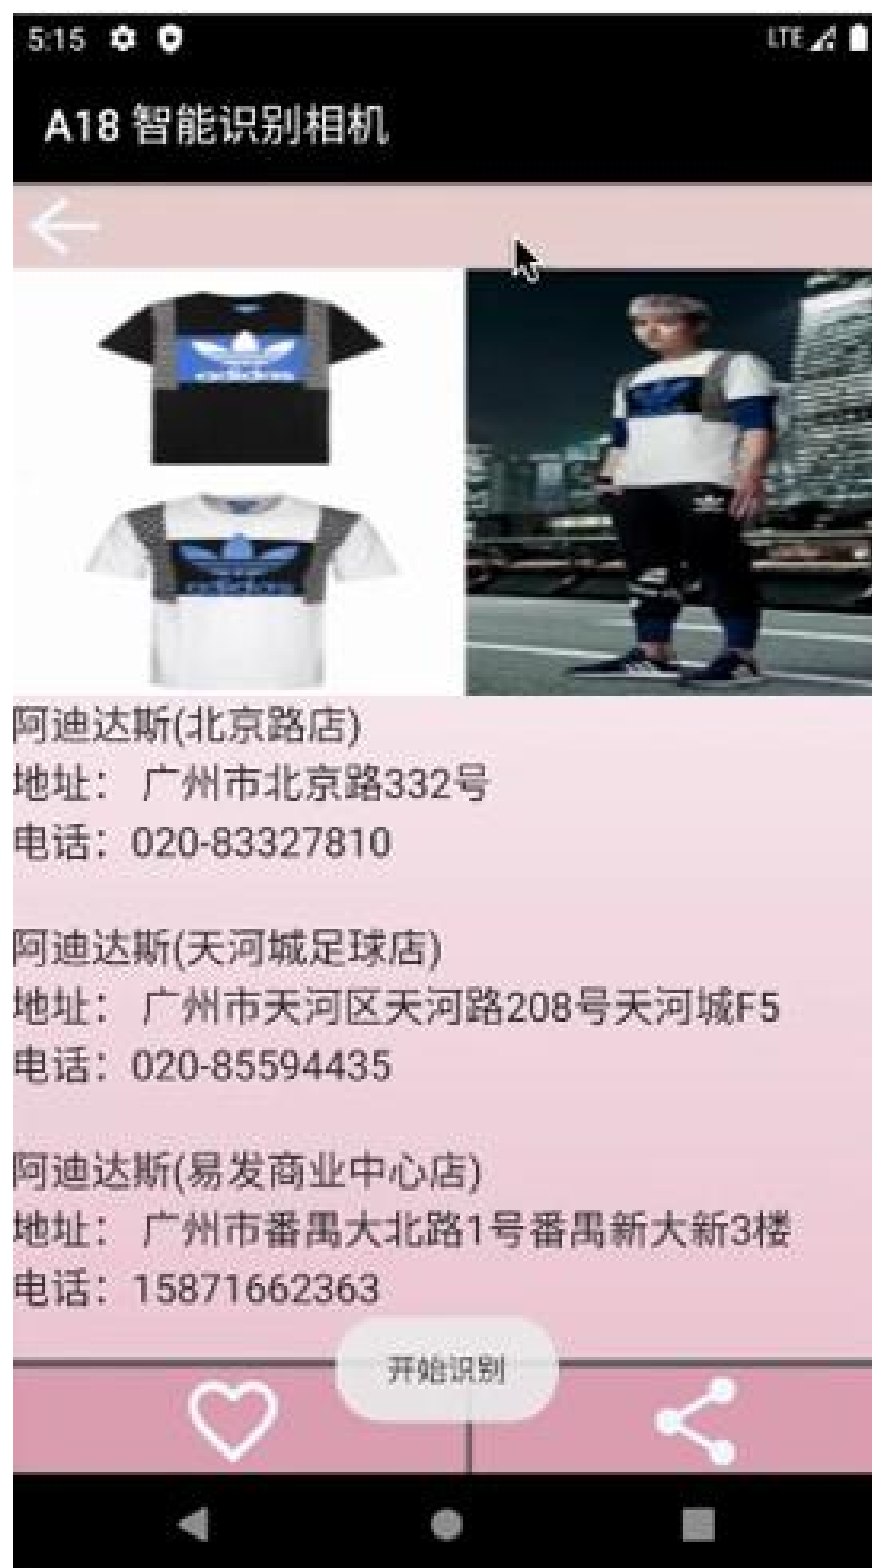 5:15
LTE
A18 智能识别相机
adidas
adidas
阿迪达斯(北京路店)
地址： 广州市北京路332号
电话：020-83327810
阿迪达斯(天河城足球店)
地址： 广州市天河区天河路208号天河城F5
电话：020-85594435
阿迪达斯(易发商业中心店)
地址： 广州市番禺大北路1号番禺新大新3楼
电话：15871662363
开始识别